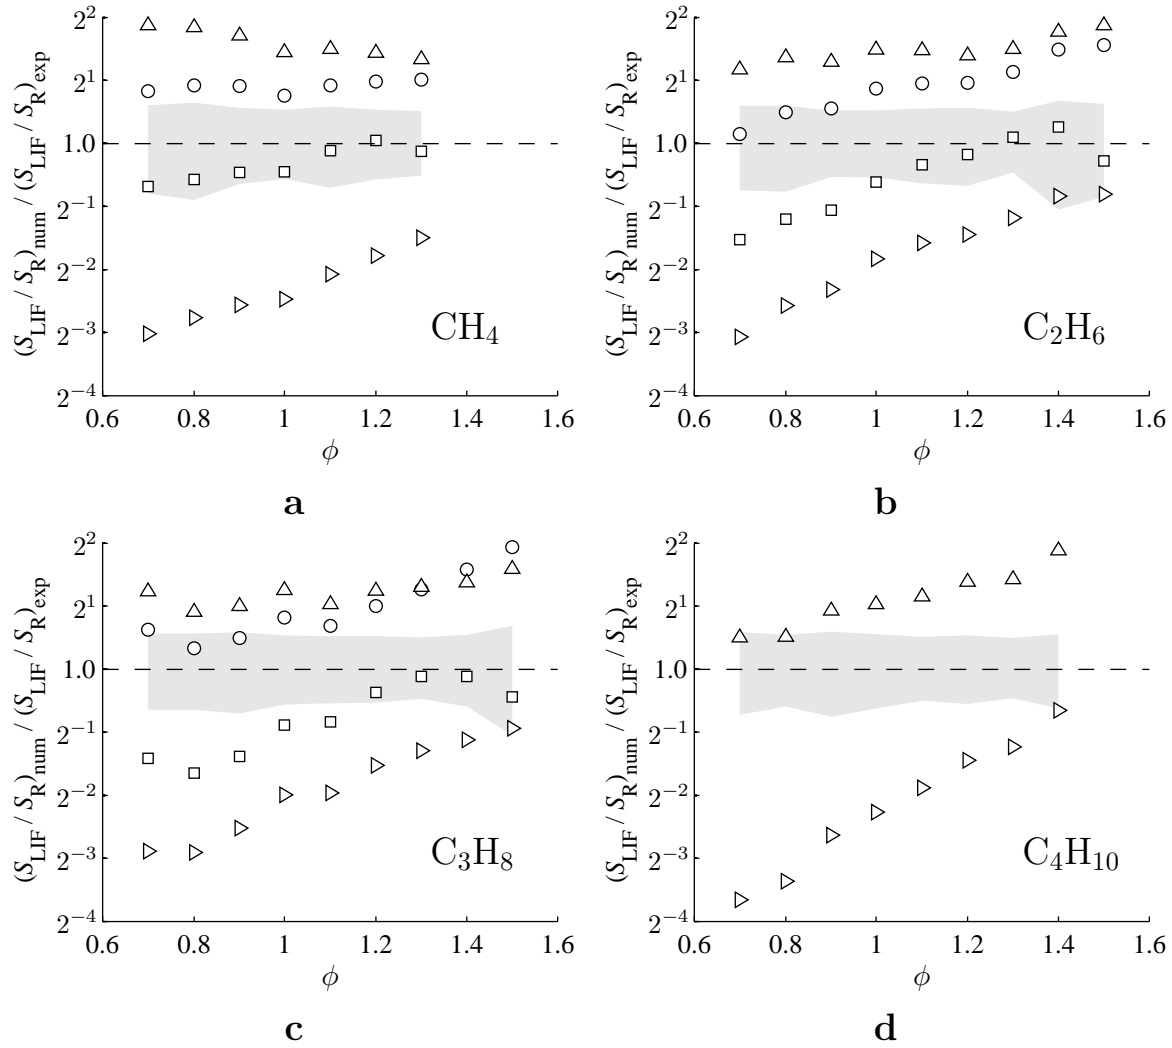 (S_LIF / S_R)_num / (S_LIF / S_R)_exp
2^2
2^1
1.0
2^−1
2^−2
2^−3
2^−4
CH_4
0.6 0.8 1 1.2 1.4 1.6
ϕ
a
(S_LIF / S_R)_num / (S_LIF / S_R)_exp
2^2
2^1
1.0
2^−1
2^−2
2^−3
2^−4
C_2H_6
0.6 0.8 1 1.2 1.4 1.6
ϕ
b
(S_LIF / S_R)_num / (S_LIF / S_R)_exp
2^2
2^1
1.0
2^−1
2^−2
2^−3
2^−4
C_3H_8
0.6 0.8 1 1.2 1.4 1.6
ϕ
c
(S_LIF / S_R)_num / (S_LIF / S_R)_exp
2^2
2^1
1.0
2^−1
2^−2
2^−3
2^−4
C_4H_10
0.6 0.8 1 1.2 1.4 1.6
ϕ
d